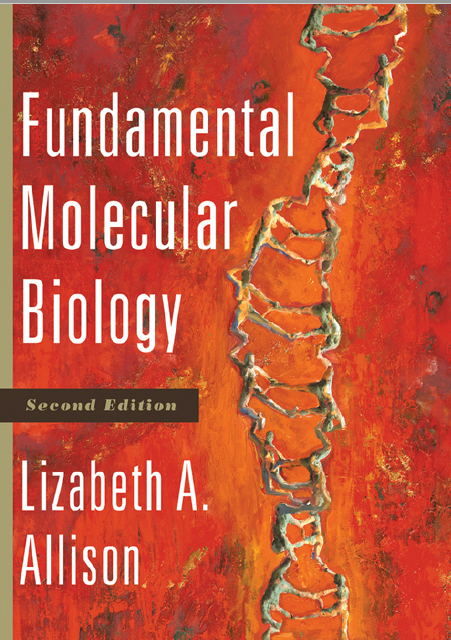 Fundamental
Molecular
Biology
Second Edition
Lizabeth A.
Allison